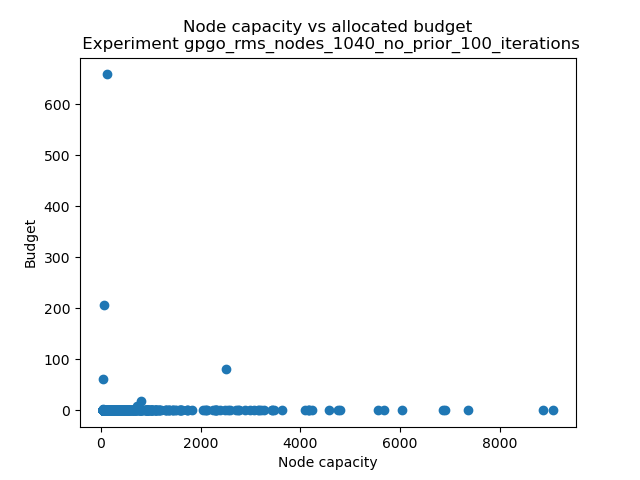 Node capacity vs allocated budget
Experiment gpgo_rms_nodes_1040_no_prior_100_iterations
600
500
400
300
200
100
0
Budget
0 2000 4000 6000 8000
Node capacity